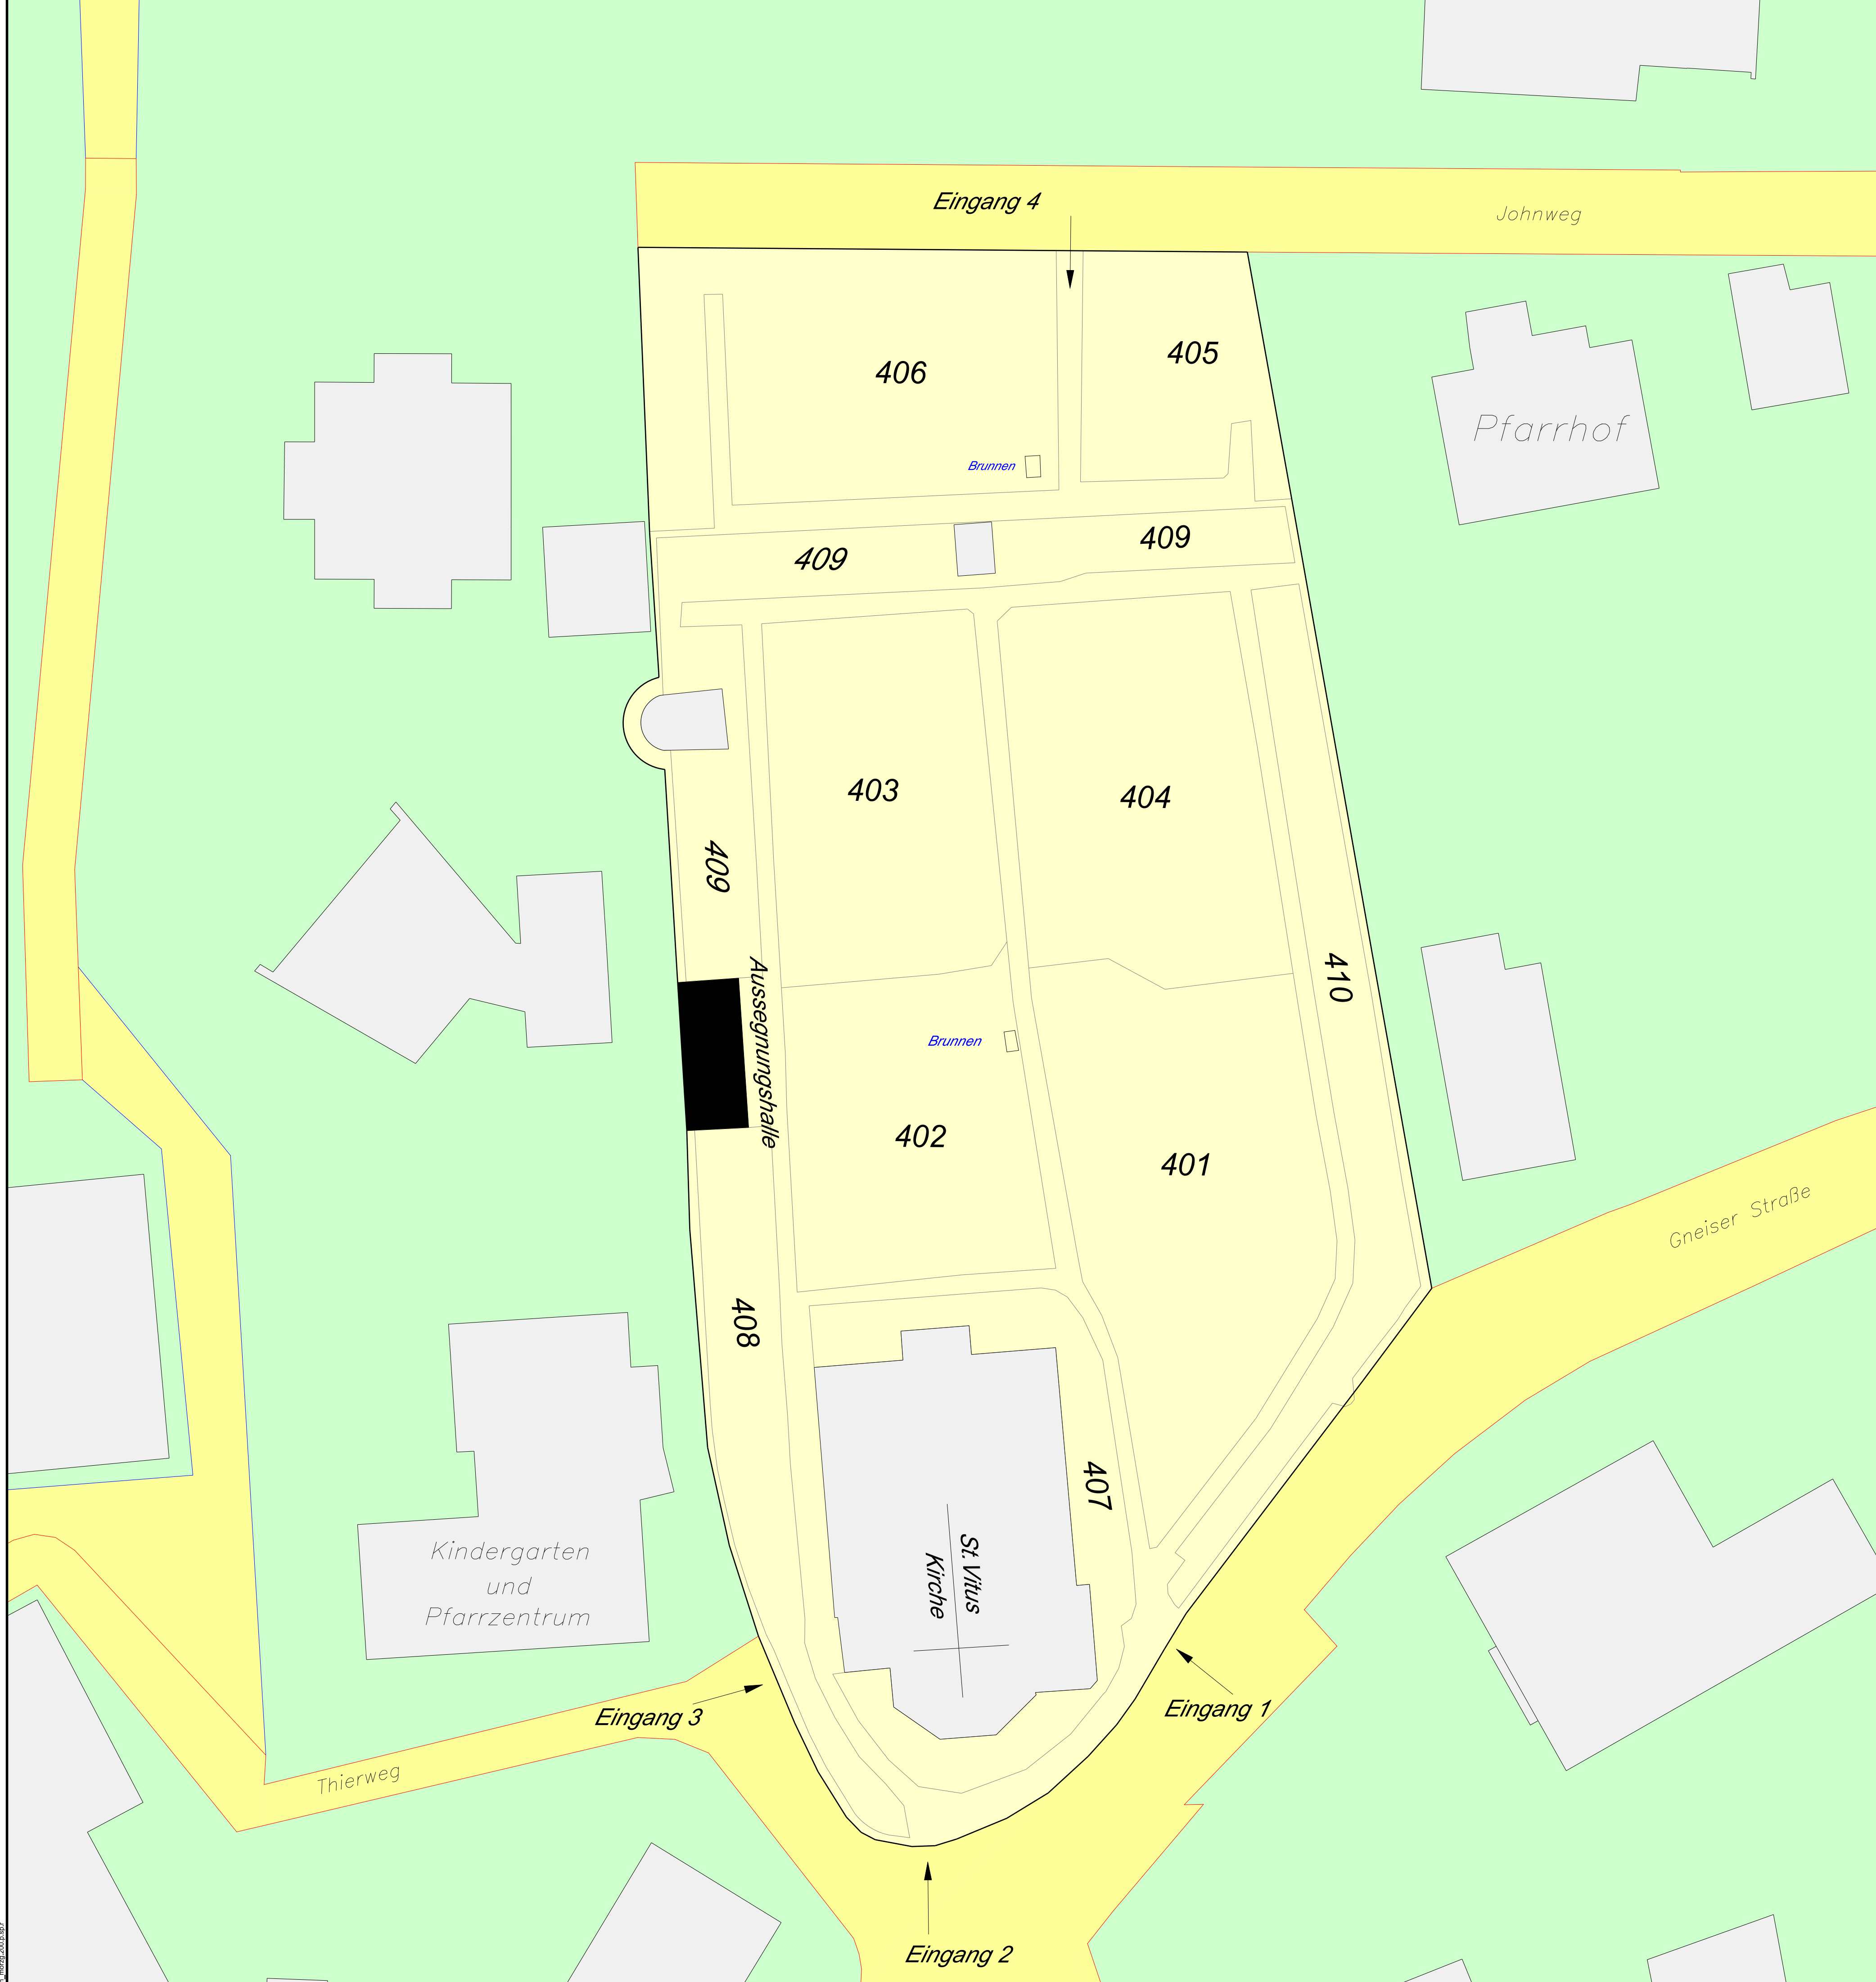 Eingang 4
Johnweg
406
405
Pfarrhof
Brunnen
409
409
403
404
409
410
Aussegnungshalle
Brunnen
402
401
Gneiser Straße
408
407
St. Vitus
Kirche
Kindergarten
und
Pfarrzentrum
Eingang 3
Eingang 1
Thierweg
Eingang 2